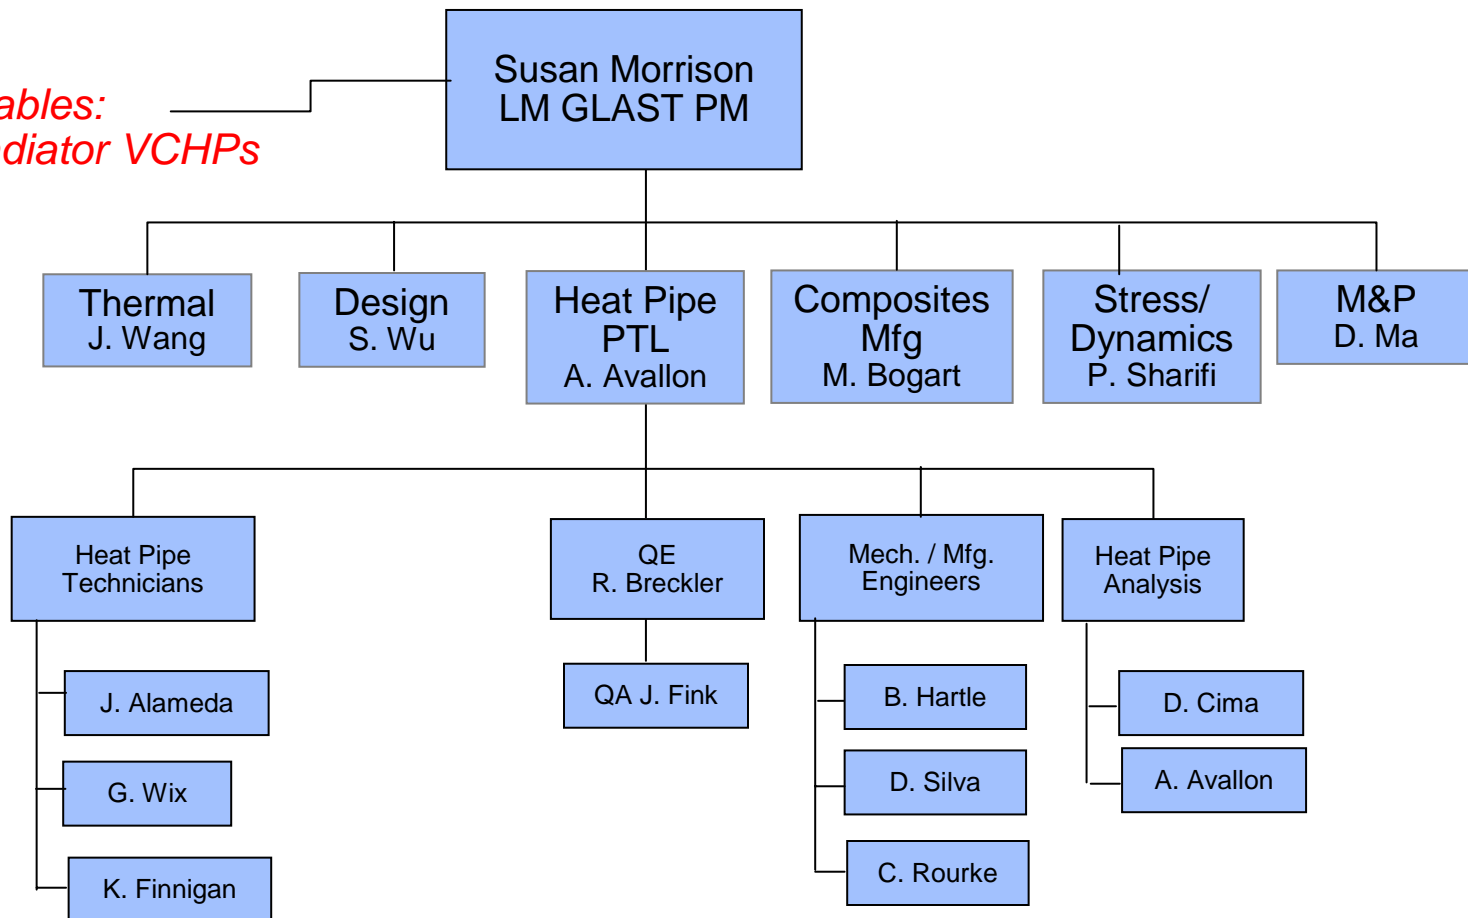 Susan Morrison
LM GLAST PM
ables:
diator VCHPs
Thermal
J. Wang
Design
S. Wu
Heat Pipe
PTL
A. Avallon
Composites
Mfg
M. Bogart
Stress/
Dynamics
P. Sharifi
M&P
D. Ma
Heat Pipe
Technicians
QE
R. Breckler
Mech. / Mfg.
Engineers
Heat Pipe
Analysis
J. Alameda
G. Wix
K. Finnigan
QA J. Fink
B. Hartle
D. Silva
C. Rourke
D. Cima
A. Avallon